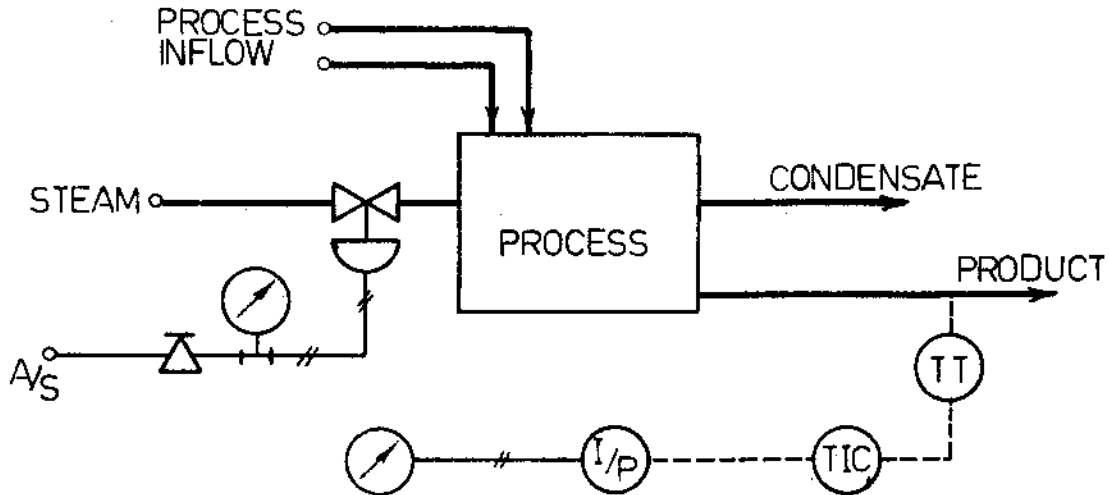 PROCESS
INFLOW
STEAM
CONDENSATE
PROCESS
PRODUCT
A/S
TT
I/P
TIC